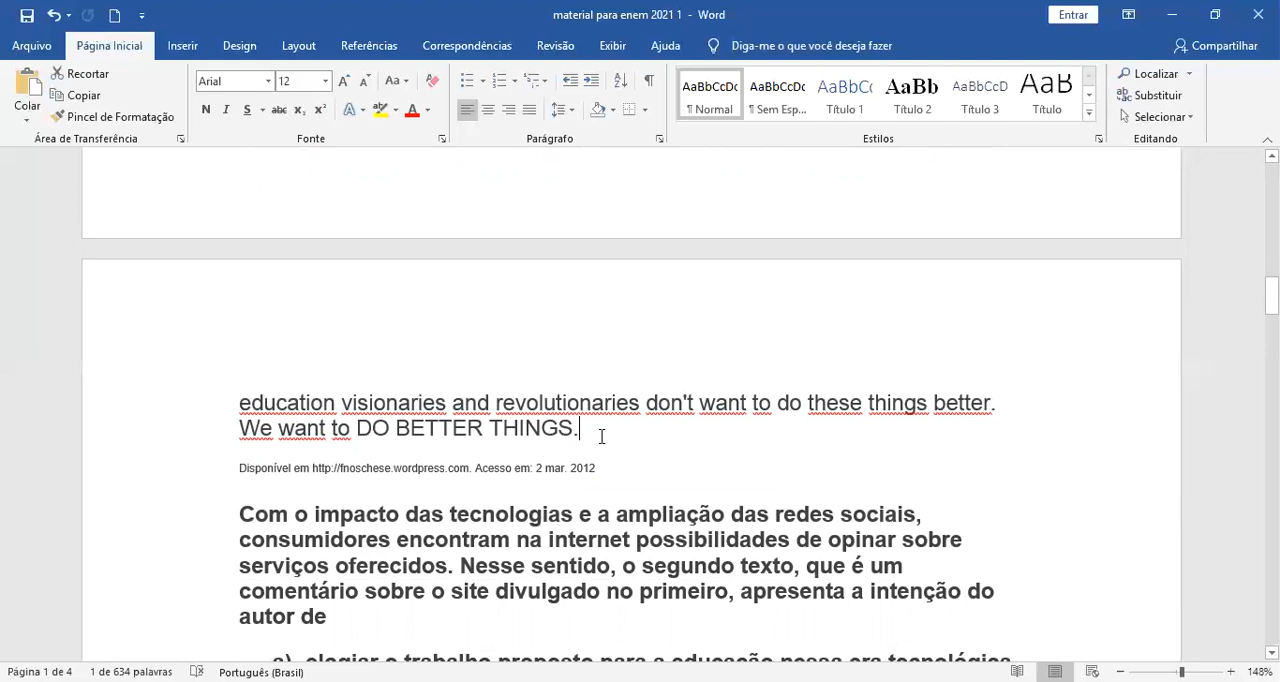 material para enem 2021 1 - Word
Entrar
Arquivo Página Inicial Inserir Design Layout Referências Correspondências Revisão Exibir Ajuda Diga-me o que você deseja fazer Compartilhar
Colar
Recortar
Copiar
Pincel de Formatação
Área de Transferência
Arial 12 Aa
N I S abc x₂ x²
A A
Fonte
Parágrafo
AaBbCcDc AaBbCcDc AaBbC AaBb AaBbCcD AaB
¶ Normal ¶ Sem Esp... Título 1 Título 2 Título 3 Título
Estilos
Localizar
Substituir
Selecionar
Editando
education visionaries and revolutionaries don't want to do these things better.
We want to DO BETTER THINGS.
Disponível em http://fnoschese.wordpress.com. Acesso em: 2 mar. 2012
Com o impacto das tecnologias e a ampliação das redes sociais,
consumidores encontram na internet possibilidades de opinar sobre
serviços oferecidos. Nesse sentido, o segundo texto, que é um
comentário sobre o site divulgado no primeiro, apresenta a intenção do
autor de
a) elogiar o trabalho proposto para a educação nessa era tecnológica
Página 1 de 4 1 de 634 palavras Português (Brasil) 148%